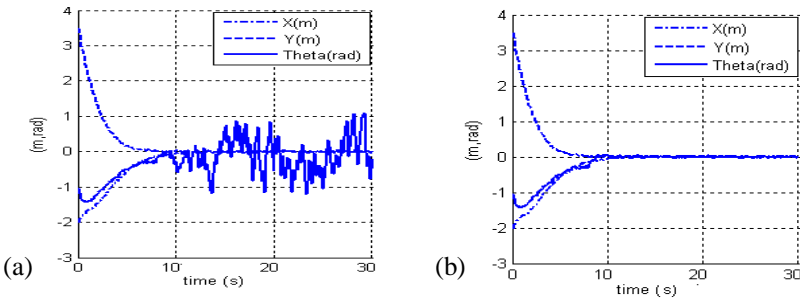 (a)
4
3
2
1
0
-1
-2
-3
0
10
20
30
(m,rad)
time (s)
X(m)
Y(m)
Theta(rad)
(b)
4
3
2
1
0
-1
-2
-3
0
10
20
30
(m,rad)
time (s)
X(m)
Y(m)
Theta(rad)